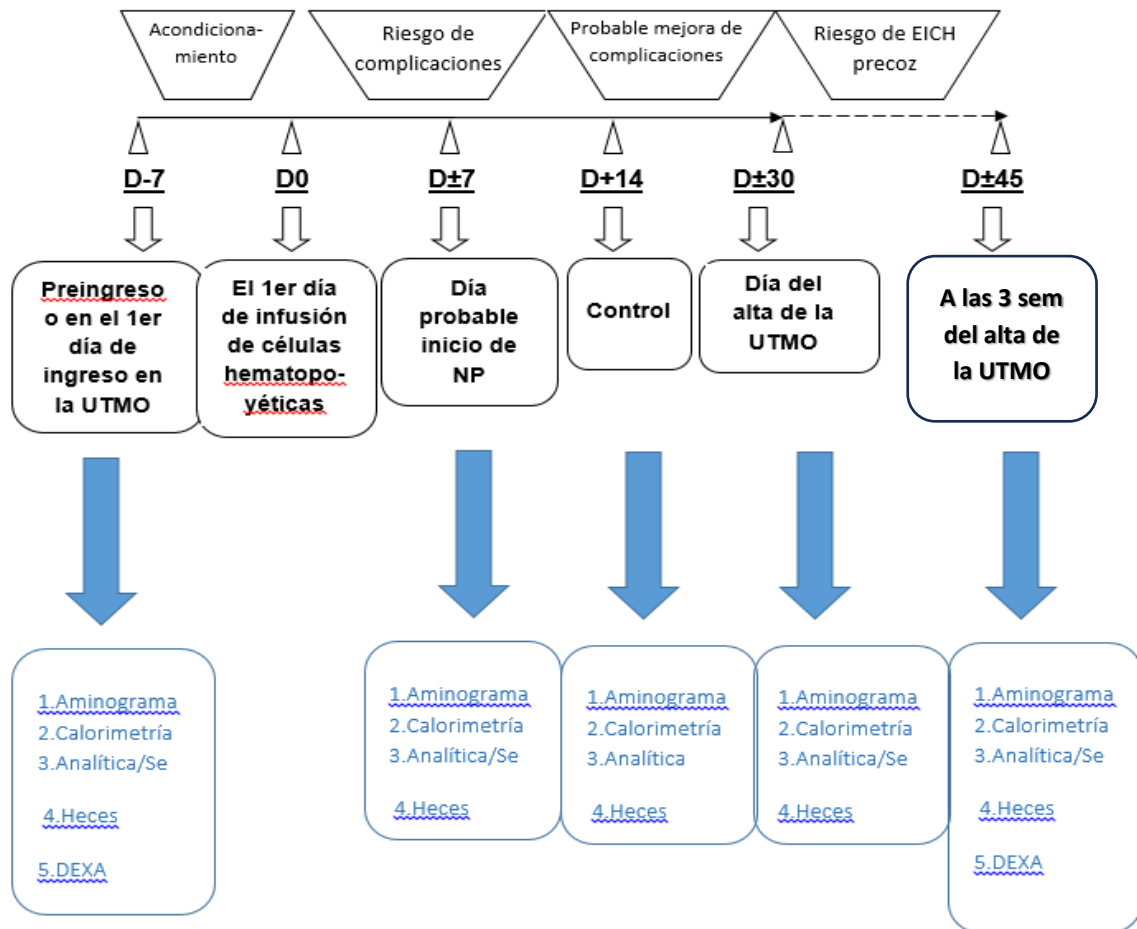 Acondiciona-
miento
Riesgo de
complicaciones
Probable mejora de
complicaciones
Riesgo de EICH
precoz
D-7
D0
D±7
D+14
D±30
D±45
Preingreso
o en el 1er
día de
ingreso en
la UTMO
El 1er día
de infusión
de células
hematopo-
yéticas
Día
probable
inicio de
NP
Control
Día del
alta de la
UTMO
A las 3 sem
del alta de
la UTMO
1.Aminograma
2.Calorimetría
3.Analítica/Se
4.Heces
5.DEXA
1.Aminograma
2.Calorimetría
3.Analítica/Se
4.Heces
1.Aminograma
2.Calorimetría
3.Analítica
4.Heces
1.Aminograma
2.Calorimetría
3.Analítica/Se
4.Heces
1.Aminograma
2.Calorimetría
3.Analítica/Se
4.Heces
5.DEXA